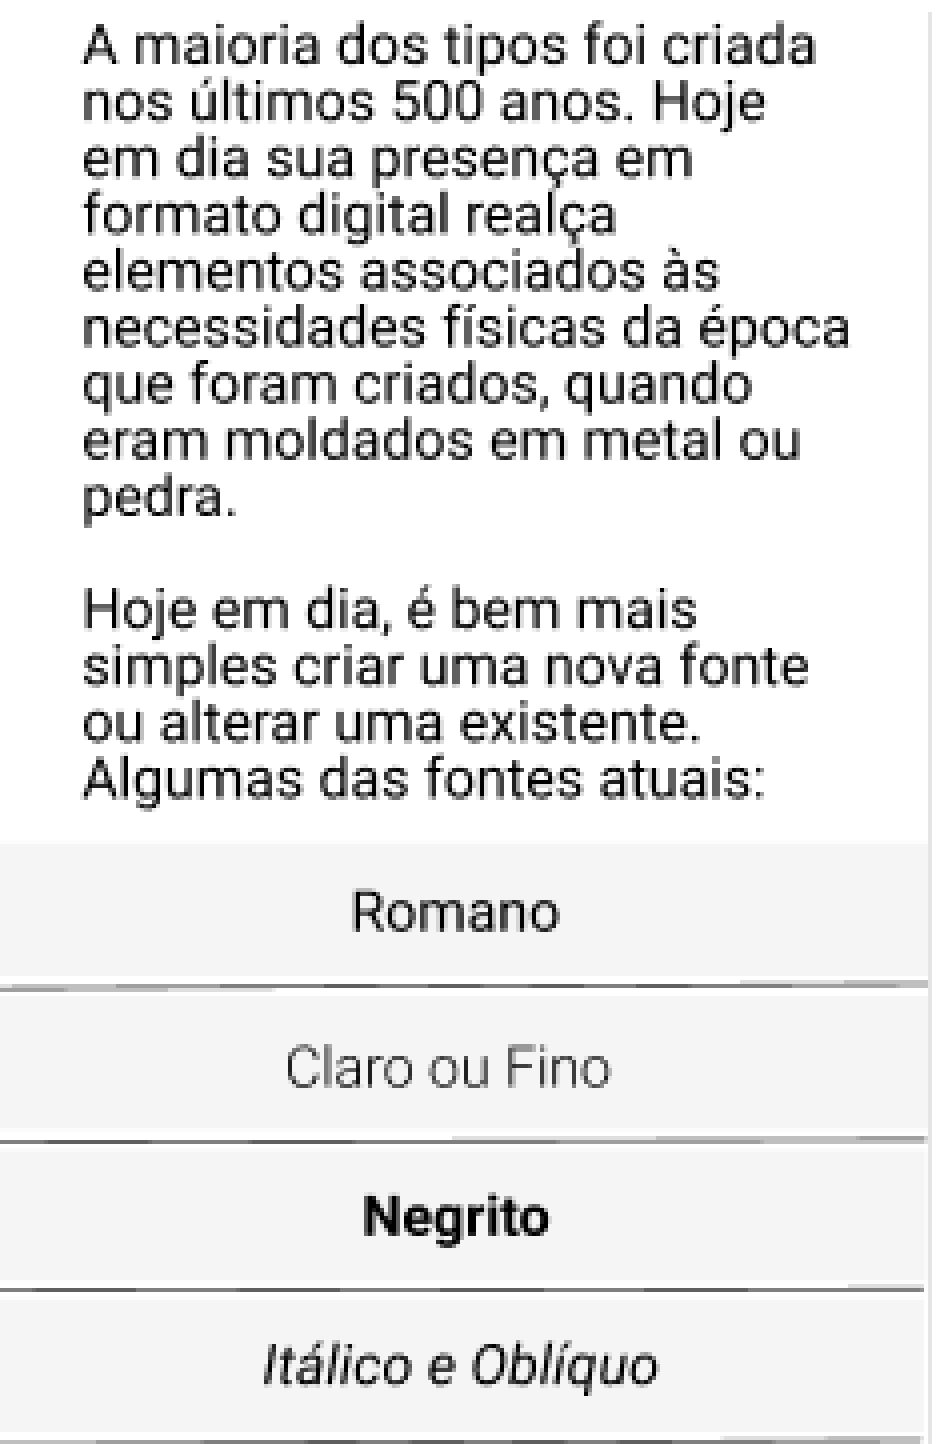 A maioria dos tipos foi criada
nos últimos 500 anos. Hoje
em dia sua presença em
formato digital realça
elementos associados às
necessidades físicas da época
que foram criados, quando
eram moldados em metal ou
pedra.
Hoje em dia, é bem mais
simples criar uma nova fonte
ou alterar uma existente.
Algumas das fontes atuais:
Romano
Claro ou Fino
Negrito
Itálico e Oblíquo